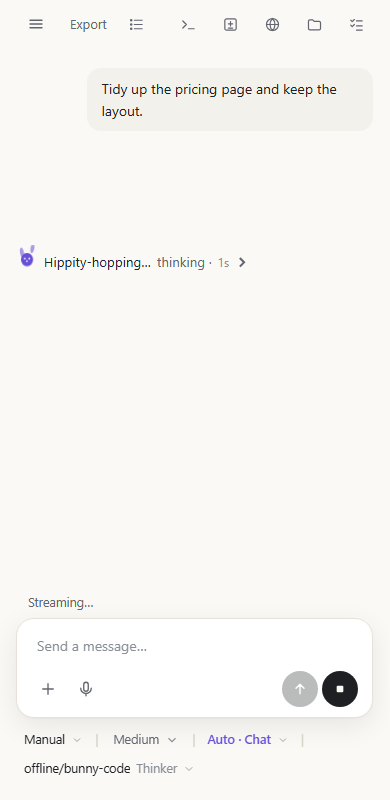 Export
Tidy up the pricing page and keep the
layout.
Hippity-hopping... thinking · 1s
Streaming...
Send a message...
Manual | Medium | Auto · Chat |
offline/bunny-code Thinker